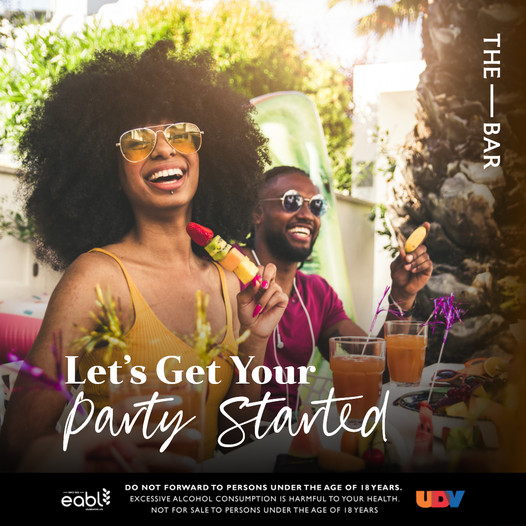 THE — BAR
Let's Get Your
Party Started
eabl
DO NOT FORWARD TO PERSONS UNDER THE AGE OF 18 YEARS.
EXCESSIVE ALCOHOL CONSUMPTION IS HARMFUL TO YOUR HEALTH.
NOT FOR SALE TO PERSONS UNDER THE AGE OF 18 YEARS
UDV